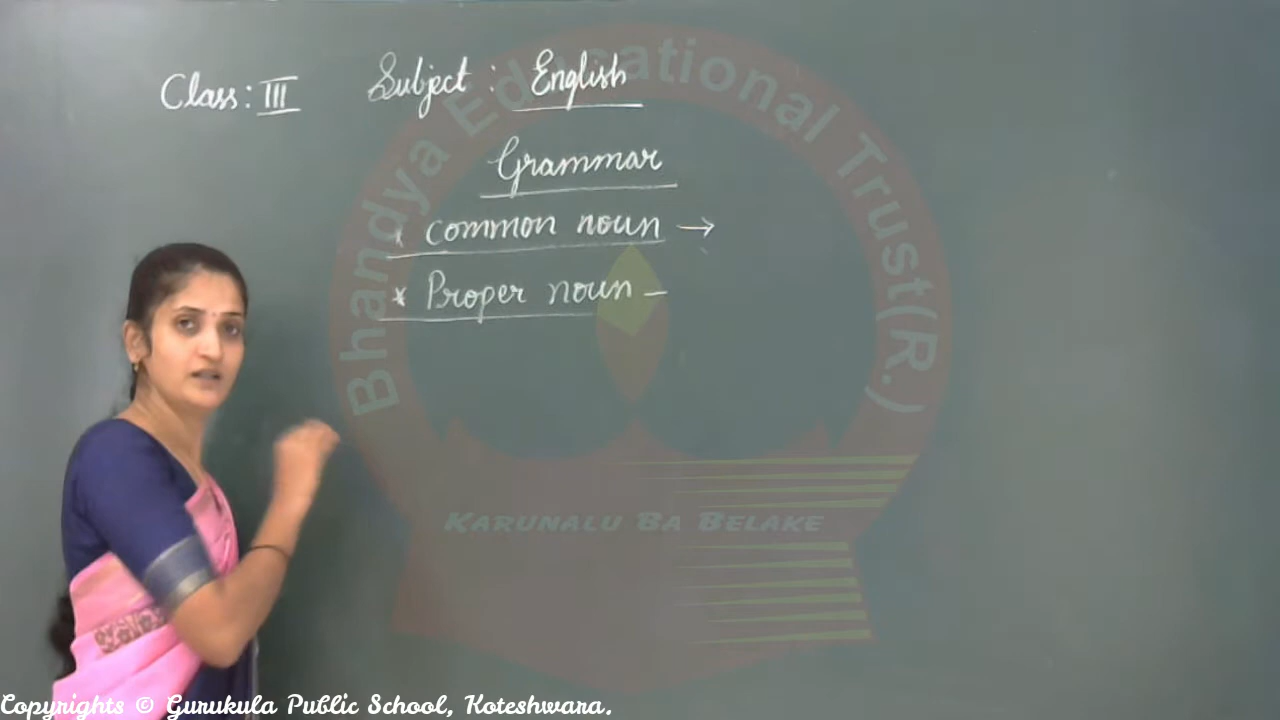 Class: III Subject: English
Grammar
* common noun →
* Proper noun –
Bhandya Educational Trust(R.)
KARUNALU BA BELAKE
Copyrights © Gurukula Public School, Koteshwara.